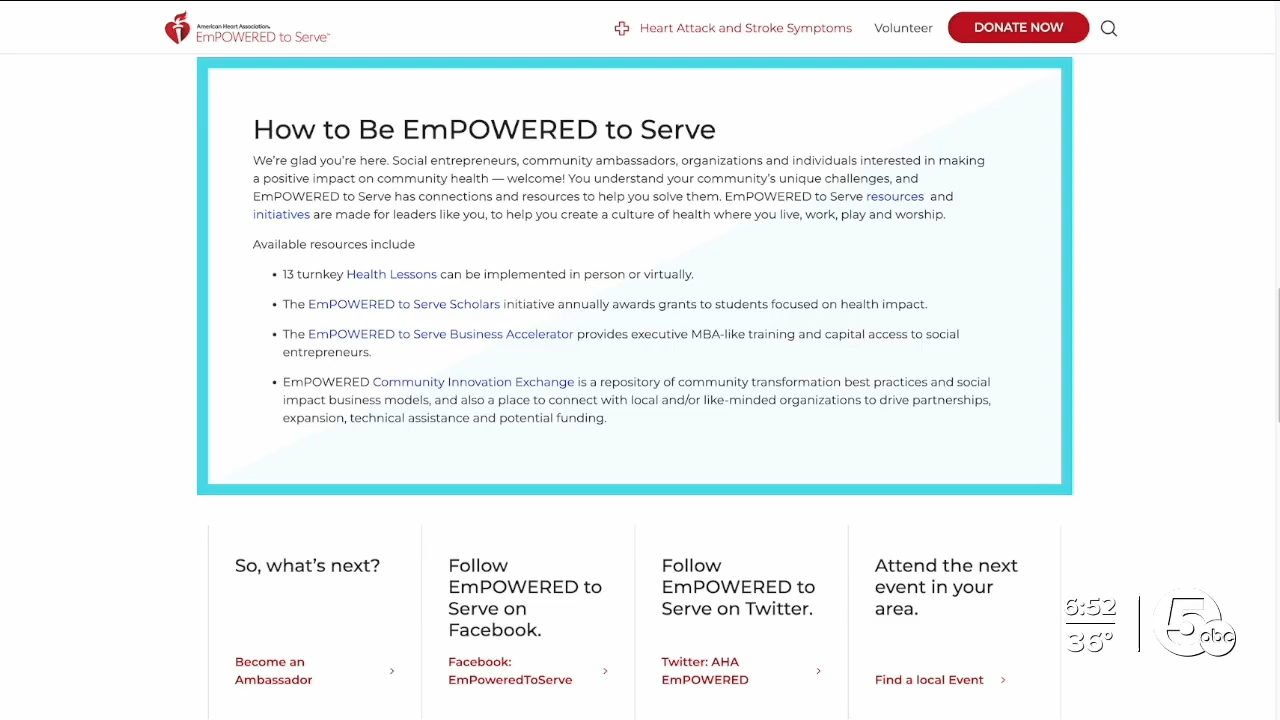 American Heart Association.
EmPOWERED to Serve™
Heart Attack and Stroke Symptoms
Volunteer
DONATE NOW
How to Be EmPOWERED to Serve
We're glad you're here. Social entrepreneurs, community ambassadors, organizations and individuals interested in making
a positive impact on community health — welcome! You understand your community's unique challenges, and
EmPOWERED to Serve has connections and resources to help you solve them. EmPOWERED to Serve resources and
initiatives are made for leaders like you, to help you create a culture of health where you live, work, play and worship.
Available resources include
• 13 turnkey Health Lessons can be implemented in person or virtually.
• The EmPOWERED to Serve Scholars initiative annually awards grants to students focused on health impact.
• The EmPOWERED to Serve Business Accelerator provides executive MBA-like training and capital access to social
entrepreneurs.
• EmPOWERED Community Innovation Exchange is a repository of community transformation best practices and social
impact business models, and also a place to connect with local and/or like-minded organizations to drive partnerships,
expansion, technical assistance and potential funding.
So, what's next?
Become an
Ambassador
Follow
EmPOWERED to
Serve on
Facebook.
Facebook:
EmPoweredToServe
Follow
EmPOWERED to
Serve on Twitter.
Twitter: AHA
EmPOWERED
Attend the next
event in your
area.
Find a local Event
6:52
36°
5
abc